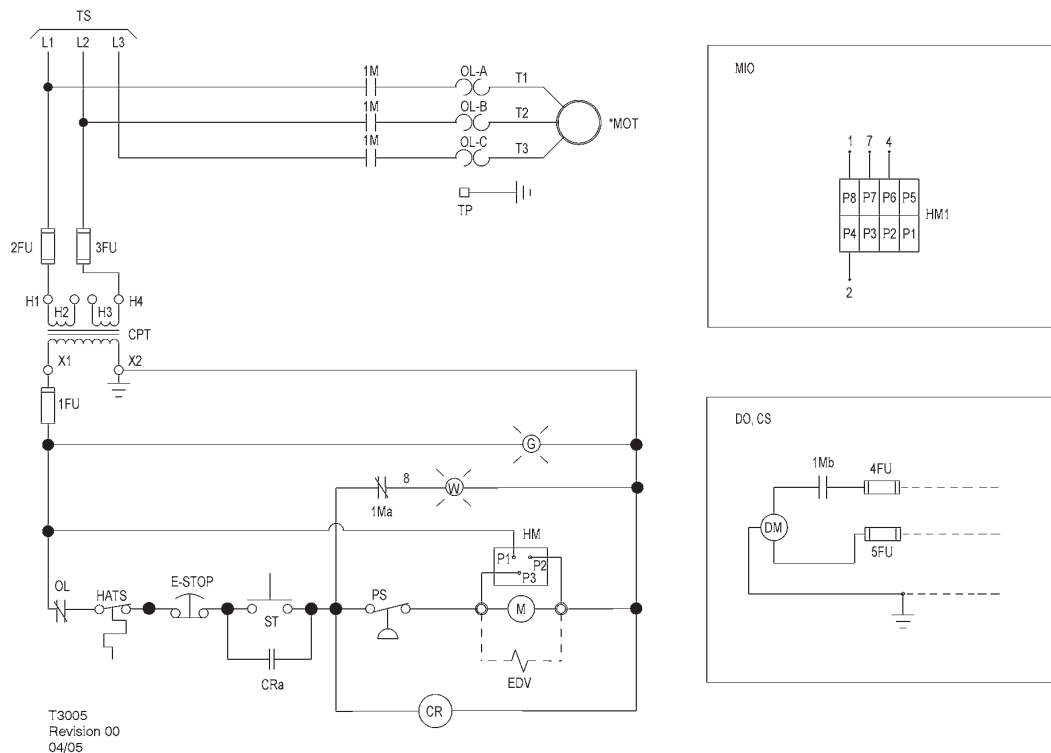 TS
L1 L2 L3
1M OL-A T1
1M OL-B T2
*MOT
1M OL-C T3
TP
2FU 3FU
H1 H2 H3 H4
CPT
X1 X2
1FU
G
8
W
1Ma
HM
P1 P2
P3
OL
HATS
E-STOP
ST
PS
M
CRa
EDV
CR
T3005
Revision 00
04/05
MIO
1 7 4
P8 P7 P6 P5
HM1
P4 P3 P2 P1
2
DO, CS
1Mb 4FU
DM
5FU